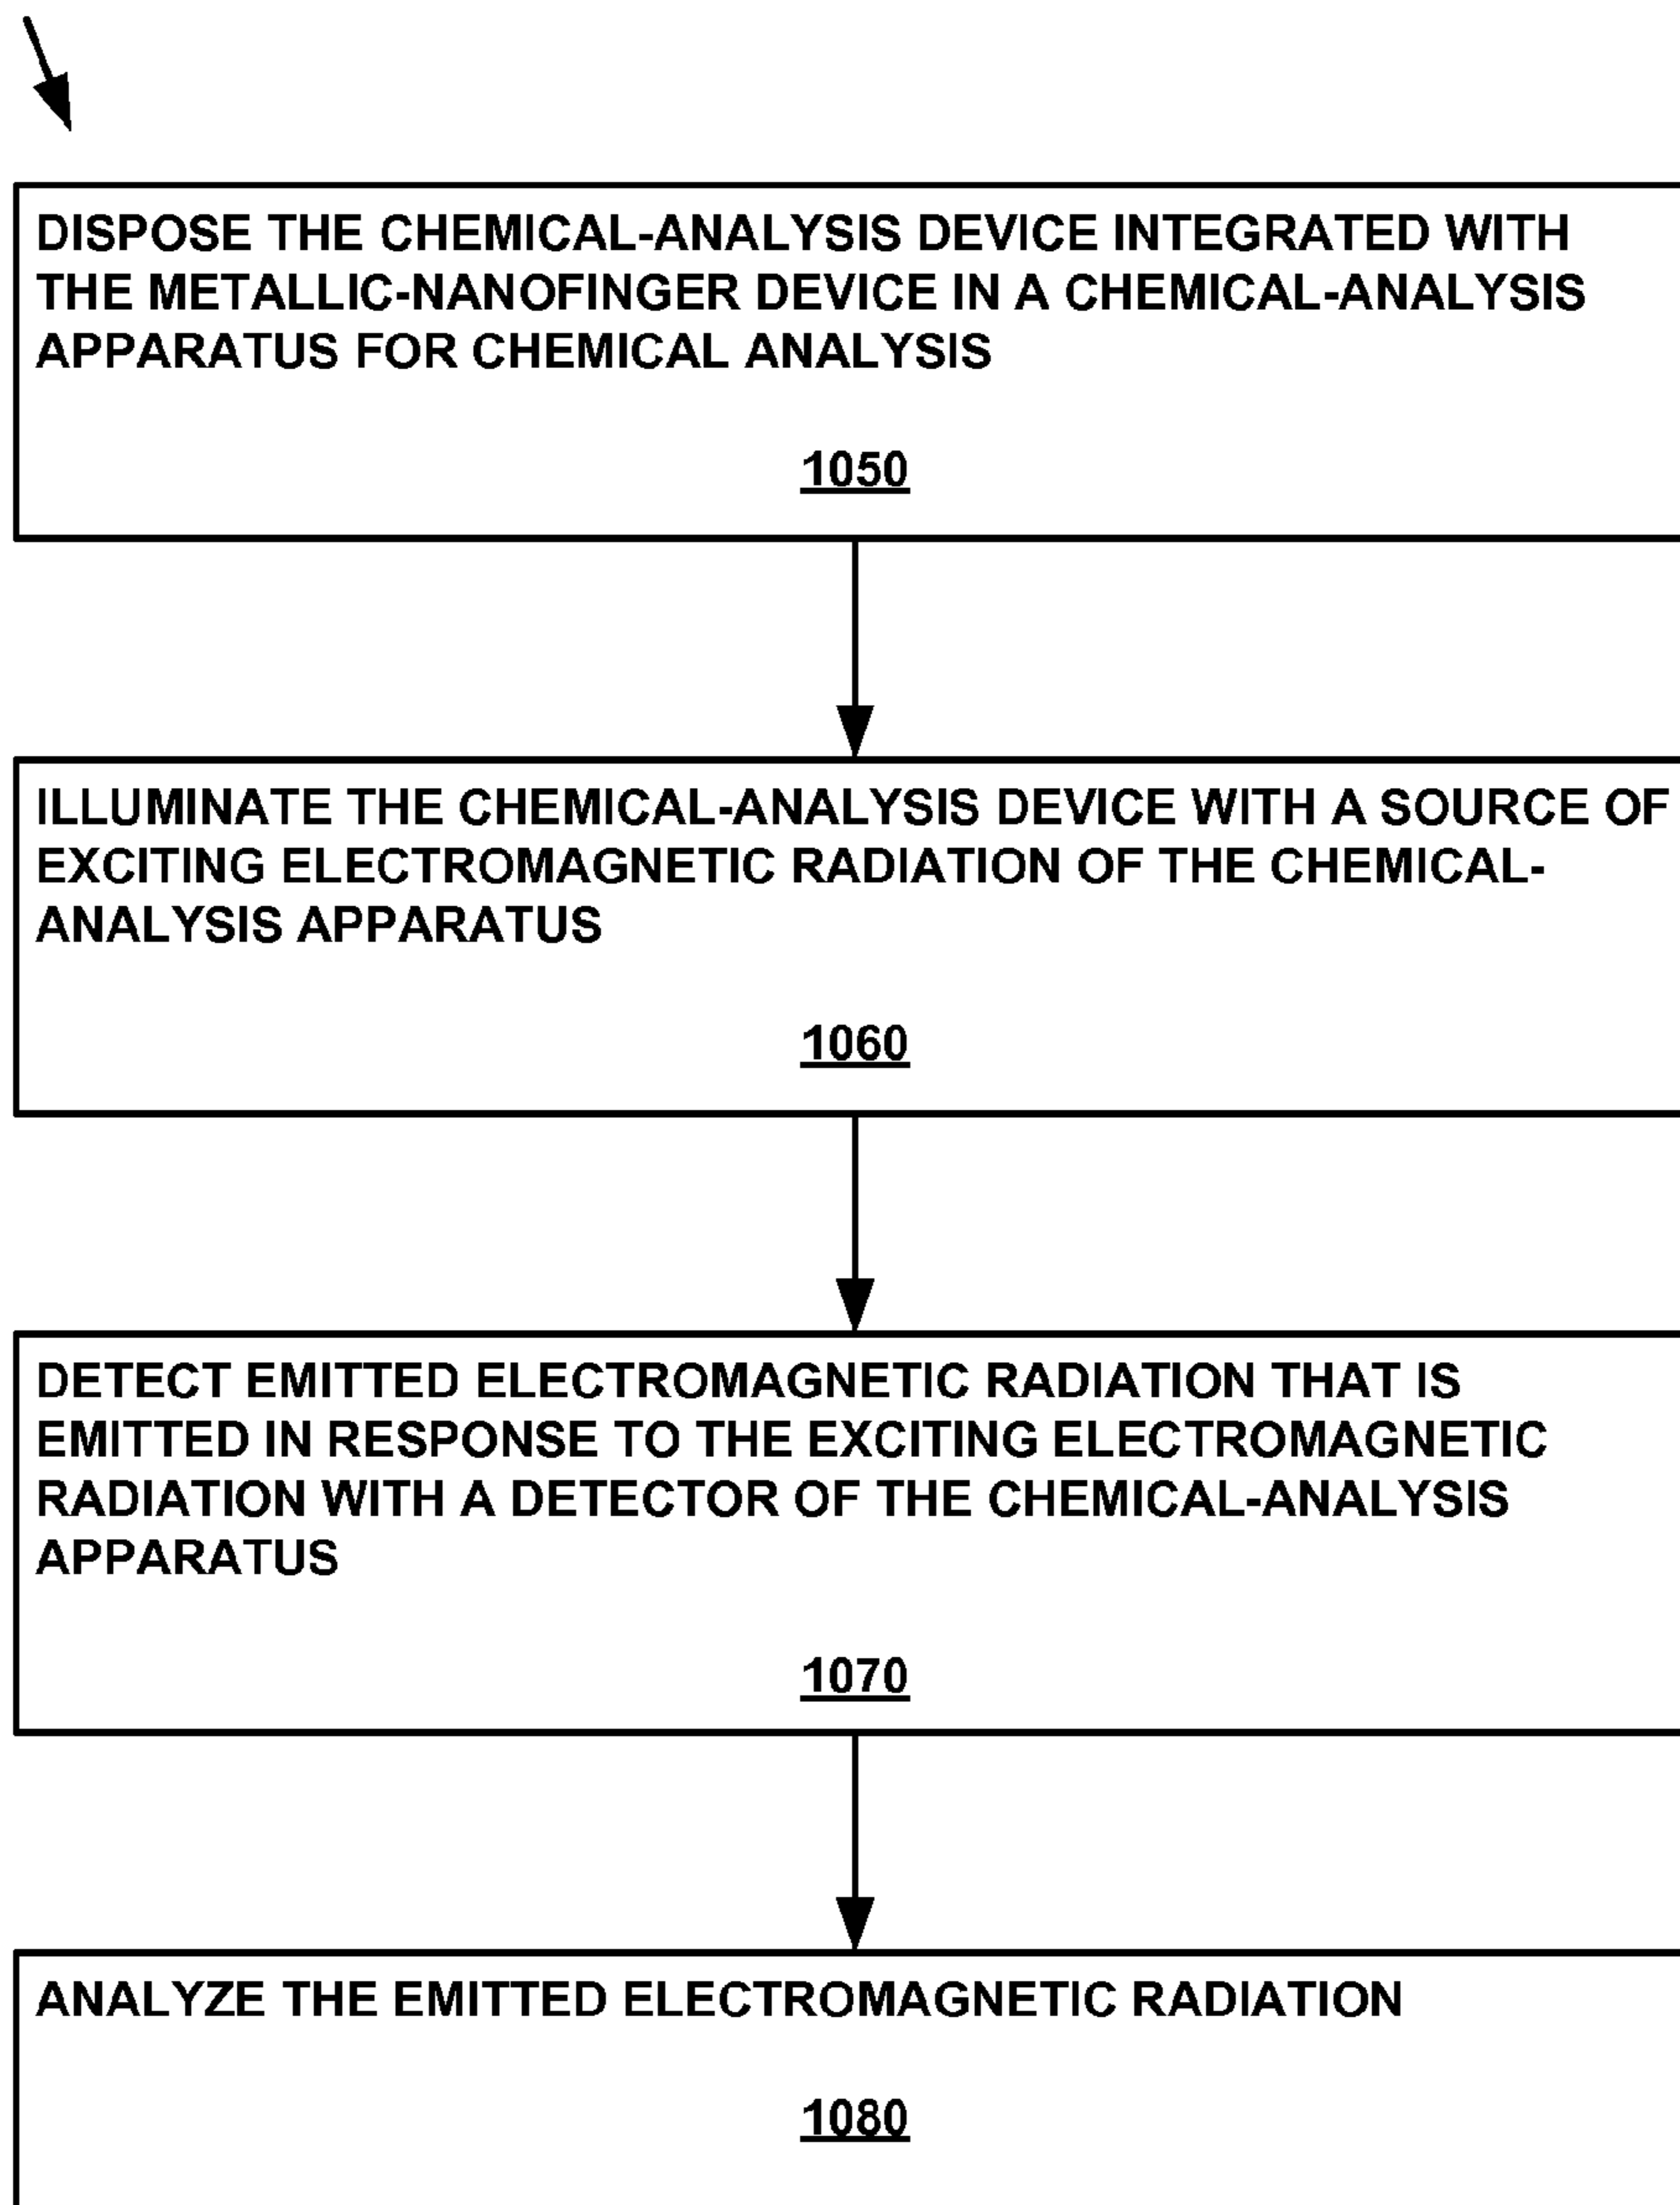 DISPOSE THE CHEMICAL-ANALYSIS DEVICE INTEGRATED WITH
THE METALLIC-NANOFINGER DEVICE IN A CHEMICAL-ANALYSIS
APPARATUS FOR CHEMICAL ANALYSIS
1050
ILLUMINATE THE CHEMICAL-ANALYSIS DEVICE WITH A SOURCE OF
EXCITING ELECTROMAGNETIC RADIATION OF THE CHEMICAL-
ANALYSIS APPARATUS
1060
DETECT EMITTED ELECTROMAGNETIC RADIATION THAT IS
EMITTED IN RESPONSE TO THE EXCITING ELECTROMAGNETIC
RADIATION WITH A DETECTOR OF THE CHEMICAL-ANALYSIS
APPARATUS
1070
ANALYZE THE EMITTED ELECTROMAGNETIC RADIATION
1080